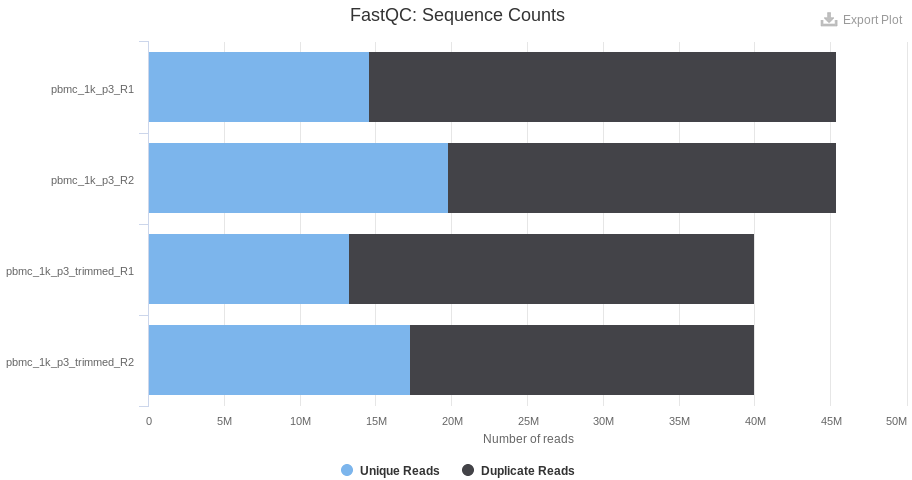 FastQC: Sequence Counts
Export Plot
pbmc_1k_p3_R1
pbmc_1k_p3_R2
pbmc_1k_p3_trimmed_R1
pbmc_1k_p3_trimmed_R2
0 5M 10M 15M 20M 25M 30M 35M 40M 45M 50M
Number of reads
Unique Reads Duplicate Reads